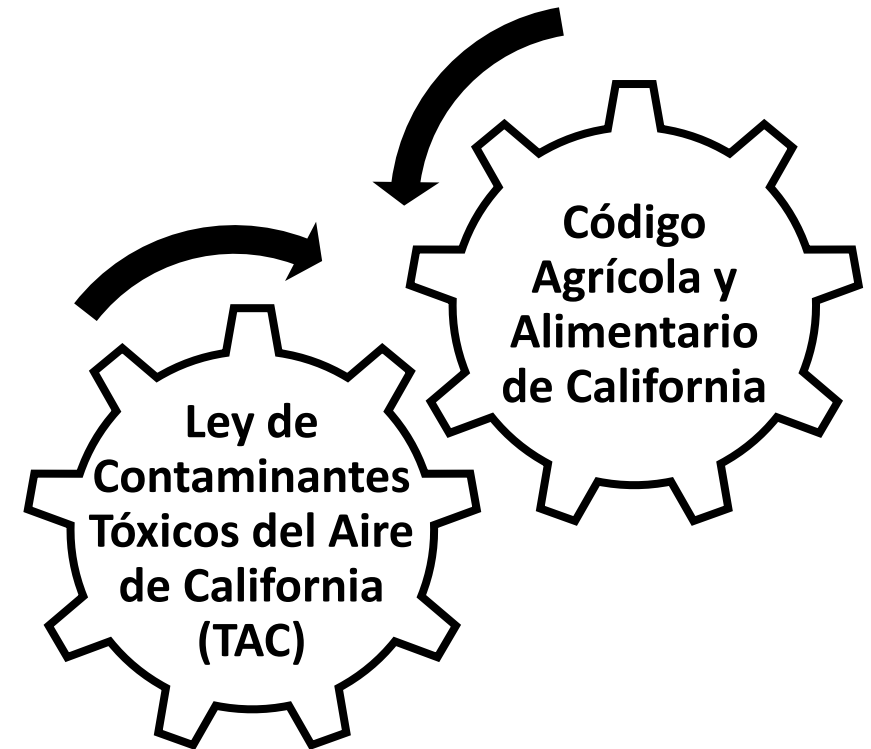 Código
Agrícola y
Alimentario
de California
Ley de
Contaminantes
Tóxicos del Aire
de California
(TAC)